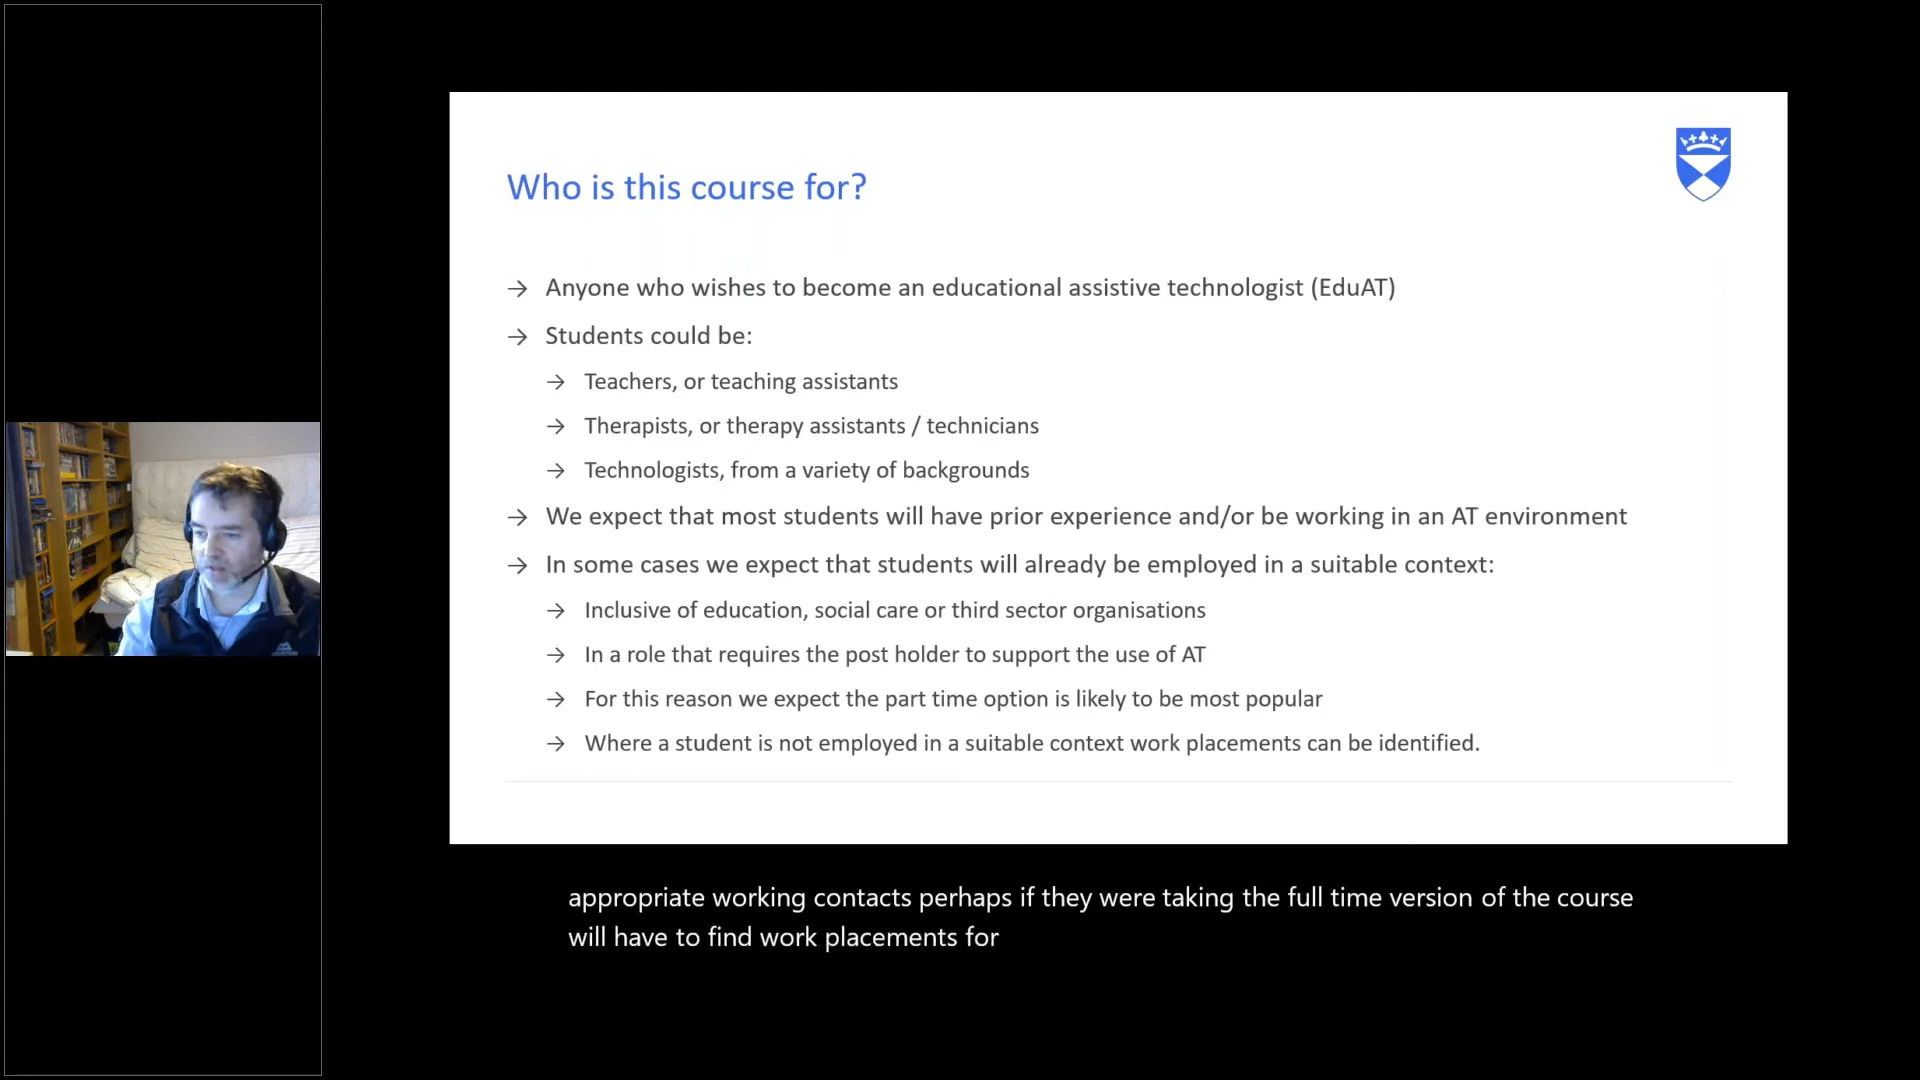 Who is this course for?
→ Anyone who wishes to become an educational assistive technologist (EduAT)
→ Students could be:
→ Teachers, or teaching assistants
→ Therapists, or therapy assistants / technicians
→ Technologists, from a variety of backgrounds
→ We expect that most students will have prior experience and/or be working in an AT environment
→ In some cases we expect that students will already be employed in a suitable context:
→ Inclusive of education, social care or third sector organisations
→ In a role that requires the post holder to support the use of AT
→ For this reason we expect the part time option is likely to be most popular
→ Where a student is not employed in a suitable context work placements can be identified.
appropriate working contacts perhaps if they were taking the full time version of the course
will have to find work placements for